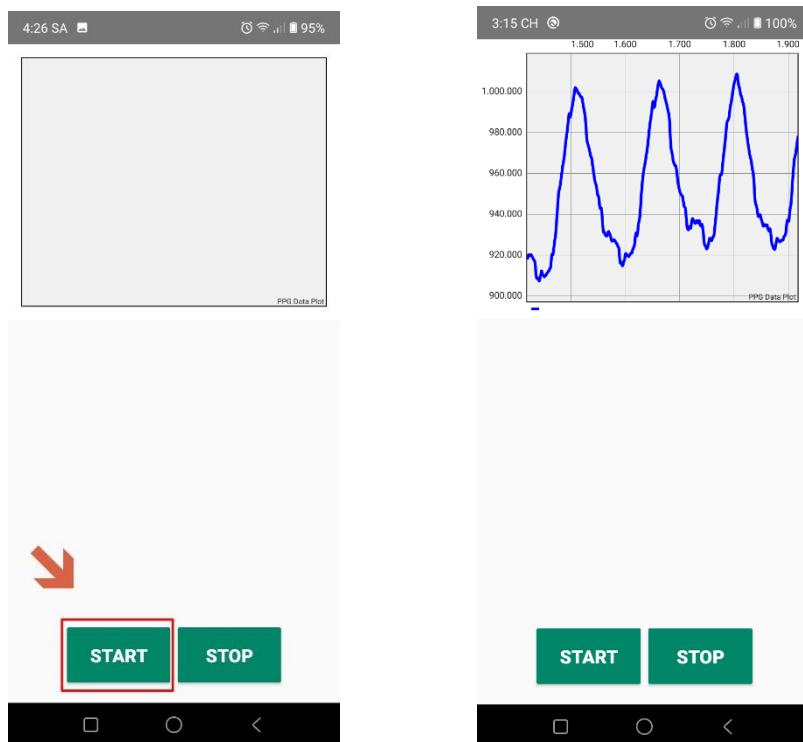 4:26 SA 95%
PPG Data Plot
START STOP
3:15 CH 100%
1.500 1.600 1.700 1.800 1.900
1.000.000
980.000
960.000
940.000
920.000
900.000
PPG Data Plot
START STOP